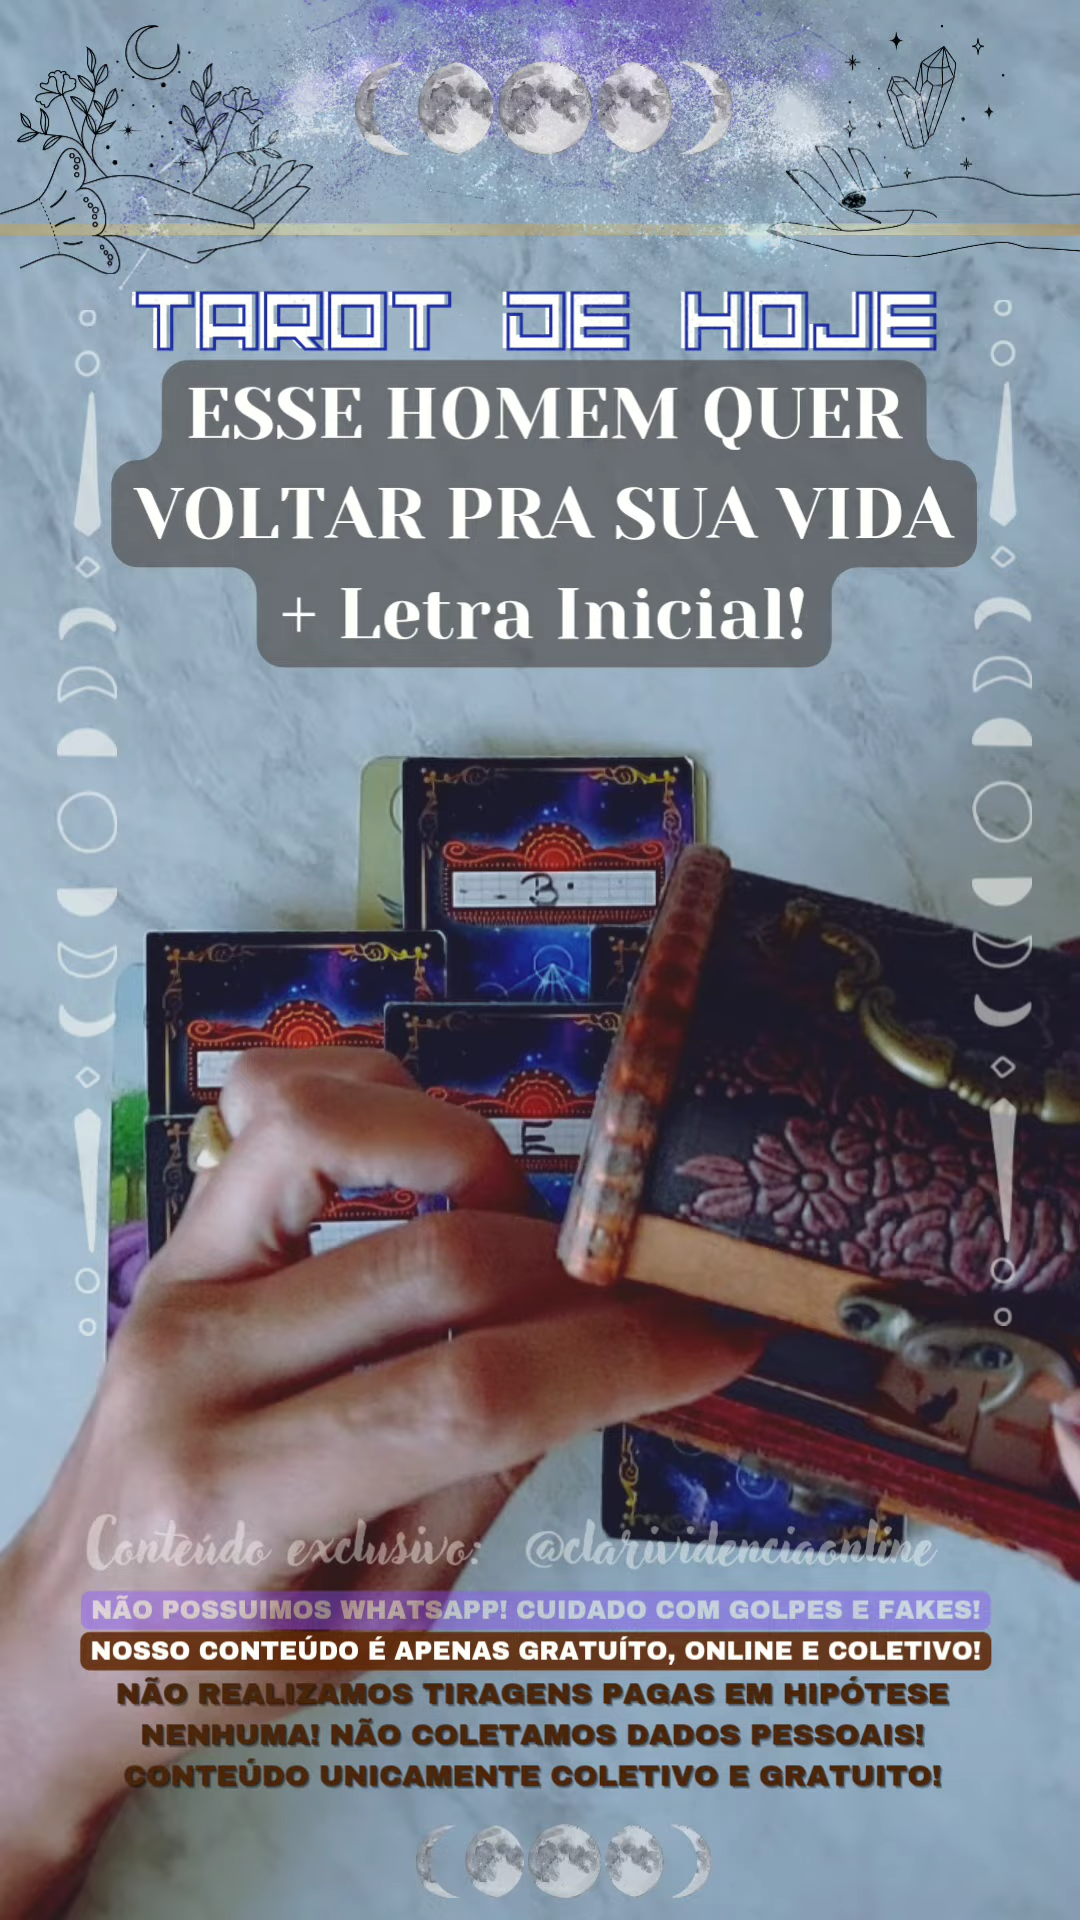 TAROT DE HOJE
ESSE HOMEM QUER
VOLTAR PRA SUA VIDA
+ Letra Inicial!
B
E
Conteúdo exclusivo: @clarividenciaonline
NÃO POSSUIMOS WHATSAPP! CUIDADO COM GOLPES E FAKES!
NOSSO CONTEÚDO É APENAS GRATUÍTO, ONLINE E COLETIVO!
NÃO REALIZAMOS TIRAGENS PAGAS EM HIPÓTESE
NENHUMA! NÃO COLETAMOS DADOS PESSOAIS!
CONTEÚDO UNICAMENTE COLETIVO E GRATUITO!